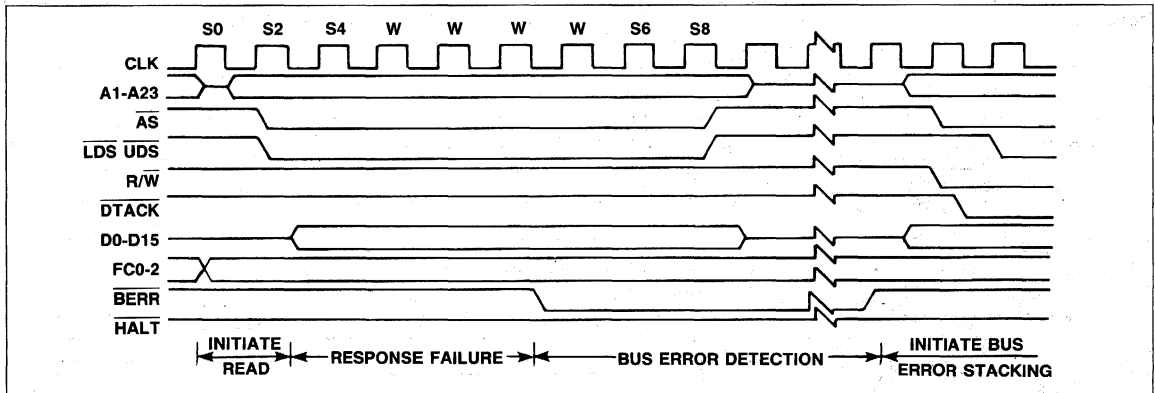 S0 S2 S4 W W W W S6 S8
CLK
A1-A23
AS
LDS UDS
R/W
DTACK
D0-D15
FC0-2
BERR
HALT
INITIATE READ
RESPONSE FAILURE
BUS ERROR DETECTION
INITIATE BUS ERROR STACKING